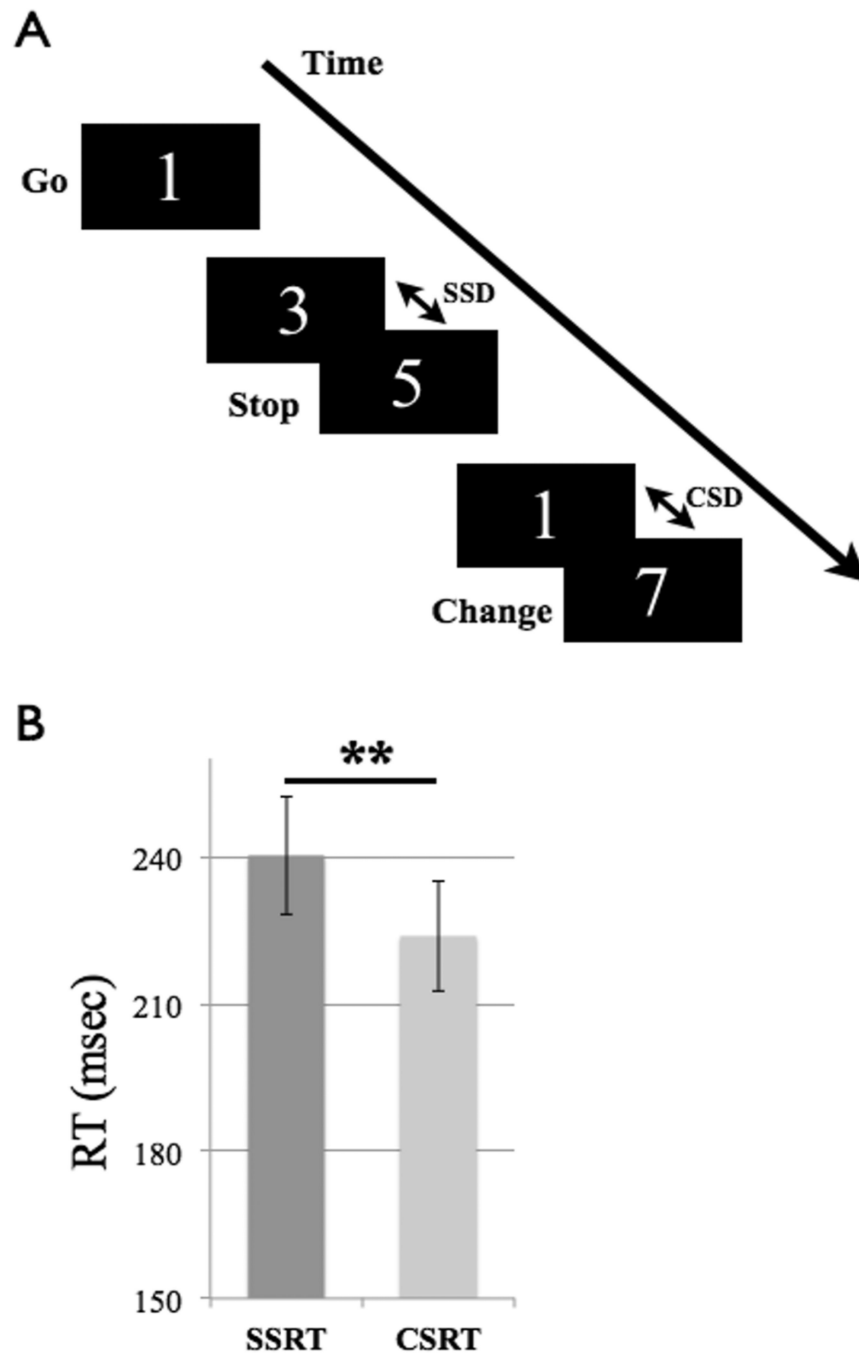 A
Time
Go
1
3
SSD
Stop
5
1
CSD
Change
7
B
**
240
210
180
150
RT (msec)
SSRT
CSRT